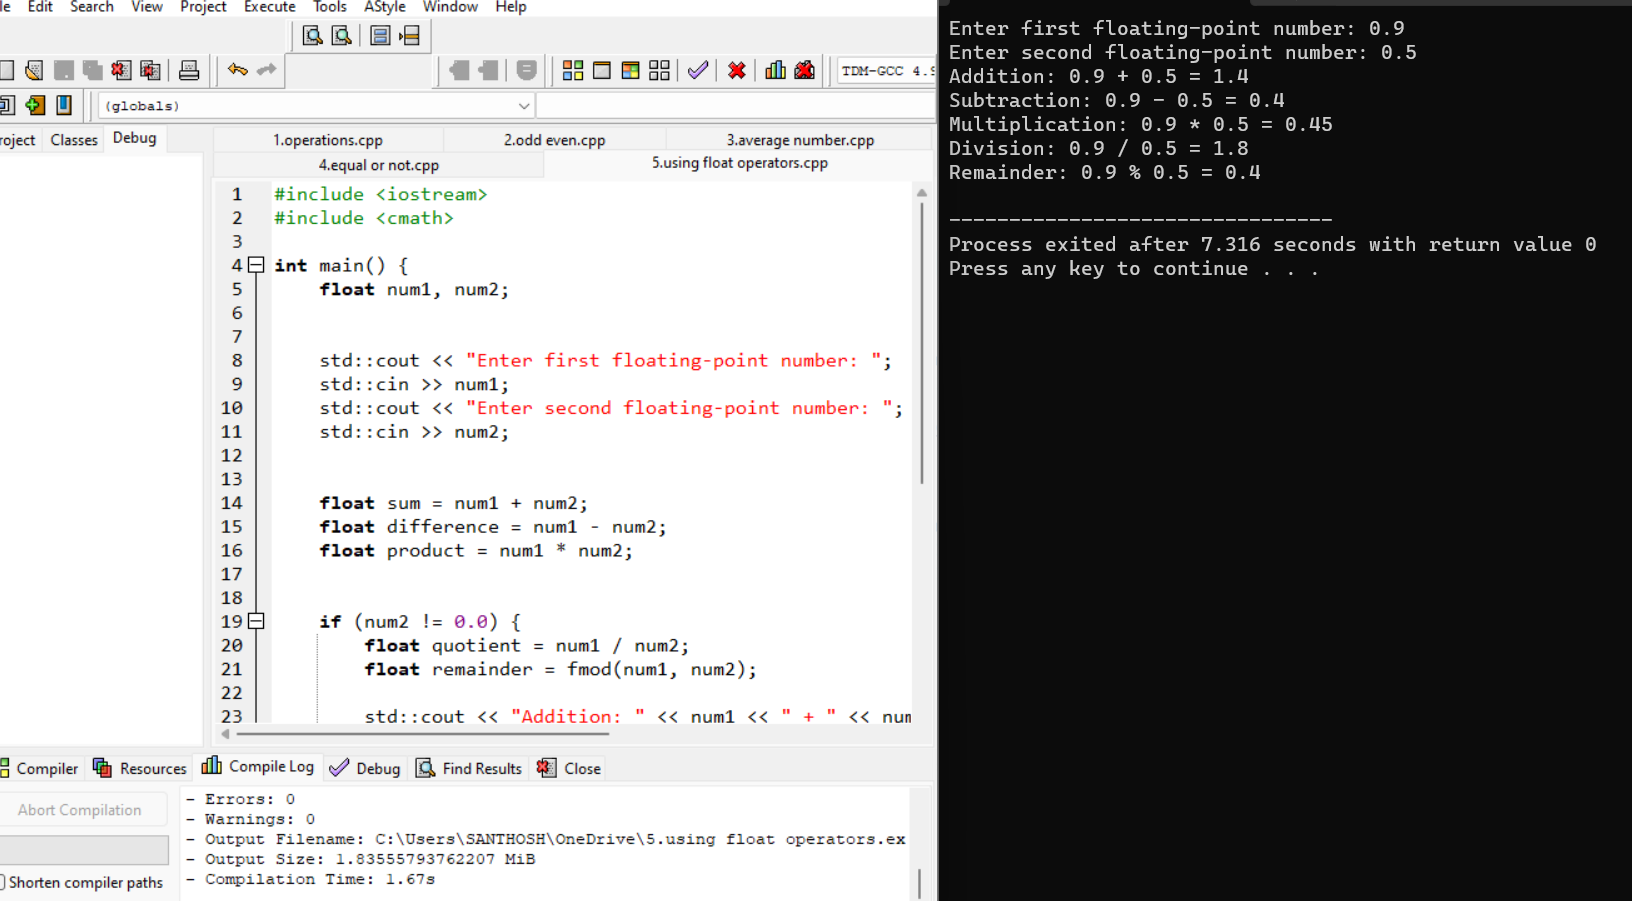 le Edit Search View Project Execute Tools AStyle Window Help
TDM-GCC 4.9
(globals)
roject Classes Debug
1.operations.cpp 2.odd even.cpp 3.average number.cpp
4.equal or not.cpp 5.using float operators.cpp
1 #include <iostream>
2 #include <cmath>
3
4 int main() {
5 float num1, num2;
6
7
8 std::cout << "Enter first floating-point number: ";
9 std::cin >> num1;
10 std::cout << "Enter second floating-point number: ";
11 std::cin >> num2;
12
13
14 float sum = num1 + num2;
15 float difference = num1 - num2;
16 float product = num1 * num2;
17
18
19 if (num2 != 0.0) {
20 float quotient = num1 / num2;
21 float remainder = fmod(num1, num2);
22
23 std::cout << "Addition: " << num1 << " + " << num
Compiler Resources Compile Log Debug Find Results Close
Abort Compilation
Shorten compiler paths
- Errors: 0
- Warnings: 0
- Output Filename: C:\Users\SANTHOSH\OneDrive\5.using float operators.ex
- Output Size: 1.83555793762207 MiB
- Compilation Time: 1.67s
Enter first floating-point number: 0.9
Enter second floating-point number: 0.5
Addition: 0.9 + 0.5 = 1.4
Subtraction: 0.9 - 0.5 = 0.4
Multiplication: 0.9 * 0.5 = 0.45
Division: 0.9 / 0.5 = 1.8
Remainder: 0.9 % 0.5 = 0.4
--------------------------------
Process exited after 7.316 seconds with return value 0
Press any key to continue . . .